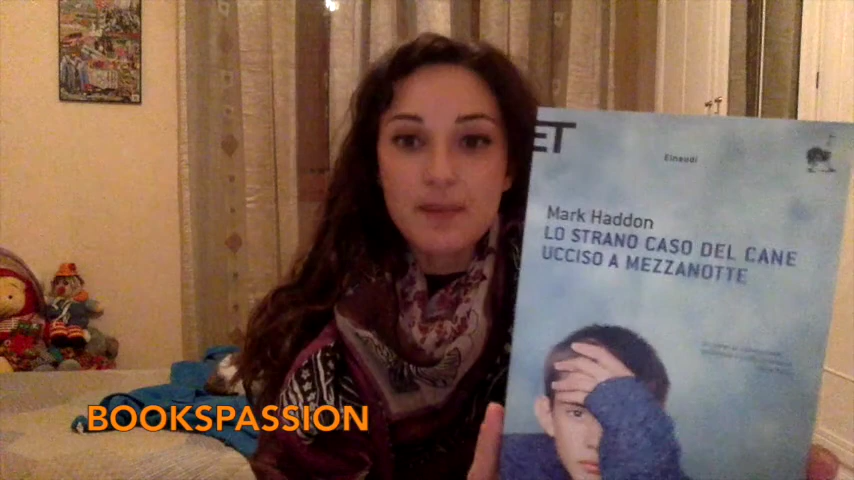 ET
Einaudi
Mark Haddon
LO STRANO CASO DEL CANE
UCCISO A MEZZANOTTE
BOOKSPASSION